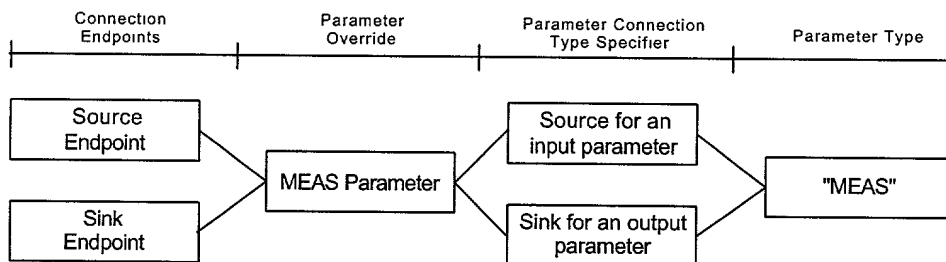 Connection
Endpoints
Parameter
Override
Parameter Connection
Type Specifier
Parameter Type
Source
Endpoint
Source for an
input parameter
MEAS Parameter
"MEAS"
Sink
Endpoint
Sink for an output
parameter